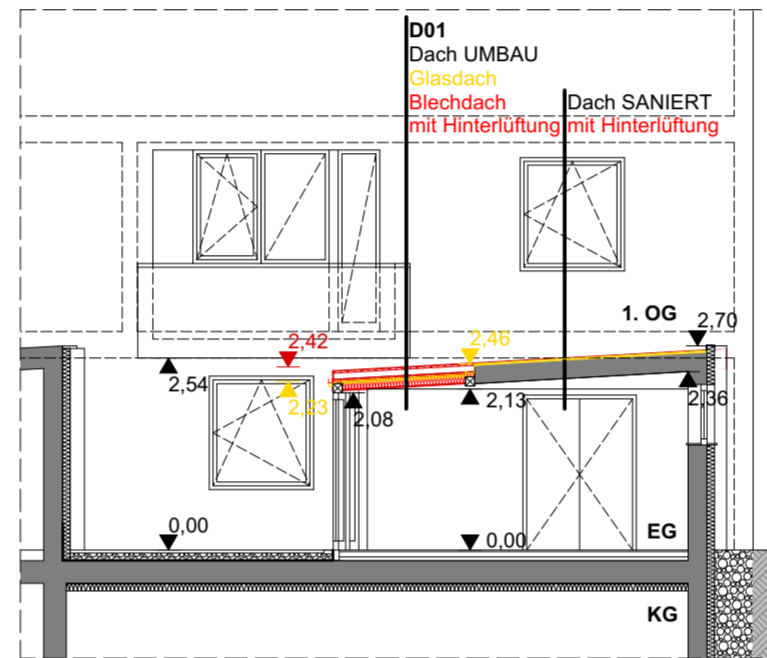 D01
Dach UMBAU
Glasdach
Blechdach
mit Hinterlüftung
Dach SANIERT
mit Hinterlüftung
1. OG
2,70
2,42
2,46
2,54
2,23
2,08
2,13
2,36
0,00
0,00
EG
KG